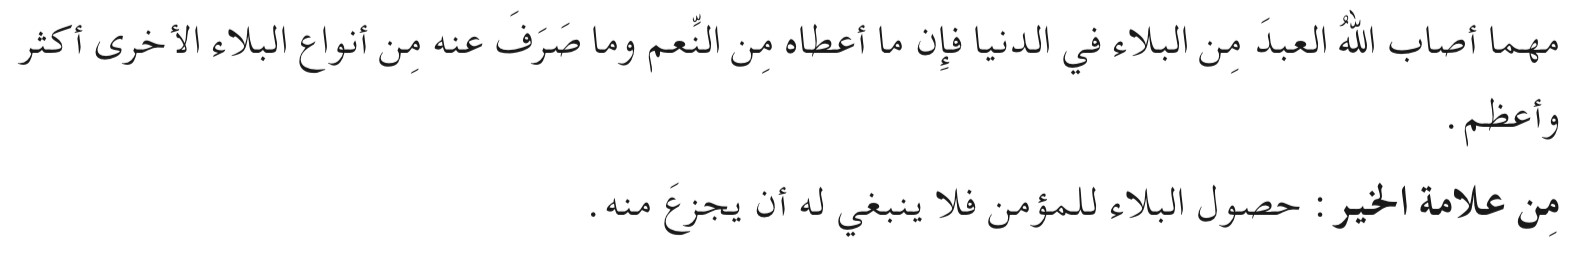 مهما أصاب اللهُ العبدَ مِن البلاء في الدنيا فإِن ما أعطاه مِن النِّعم وما صَرَفَ عنه مِن أنواع البلاء الأخرى أكثر
وأعظم .
مِن علامة الخير : حصول البلاء للمؤمن فلا ينبغي له أن يجزعَ منه .